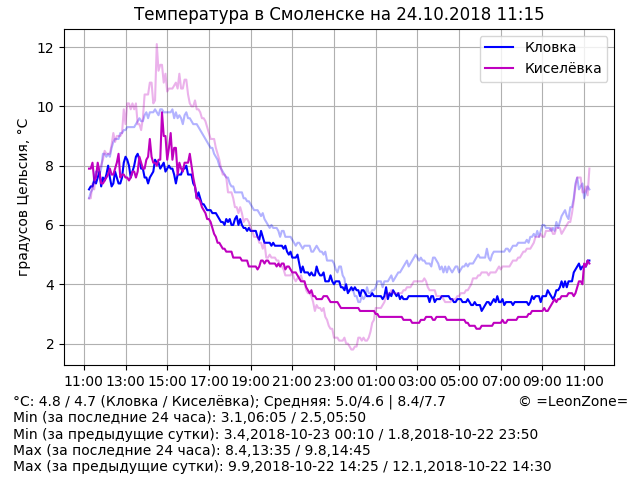 Температура в Смоленске на 24.10.2018 11:15
Кловка
Киселёвка
градусов Цельсия, °C
12
10
8
6
4
2
11:00 13:00 15:00 17:00 19:00 21:00 23:00 01:00 03:00 05:00 07:00 09:00 11:00
°C: 4.8 / 4.7 (Кловка / Киселёвка); Средняя: 5.0/4.6 | 8.4/7.7 © =LeonZone=
Min (за последние 24 часа): 3.1,06:05 / 2.5,05:50
Min (за предыдущие сутки): 3.4,2018-10-23 00:10 / 1.8,2018-10-22 23:50
Max (за последние 24 часа): 8.4,13:35 / 9.8,14:45
Max (за предыдущие сутки): 9.9,2018-10-22 14:25 / 12.1,2018-10-22 14:30